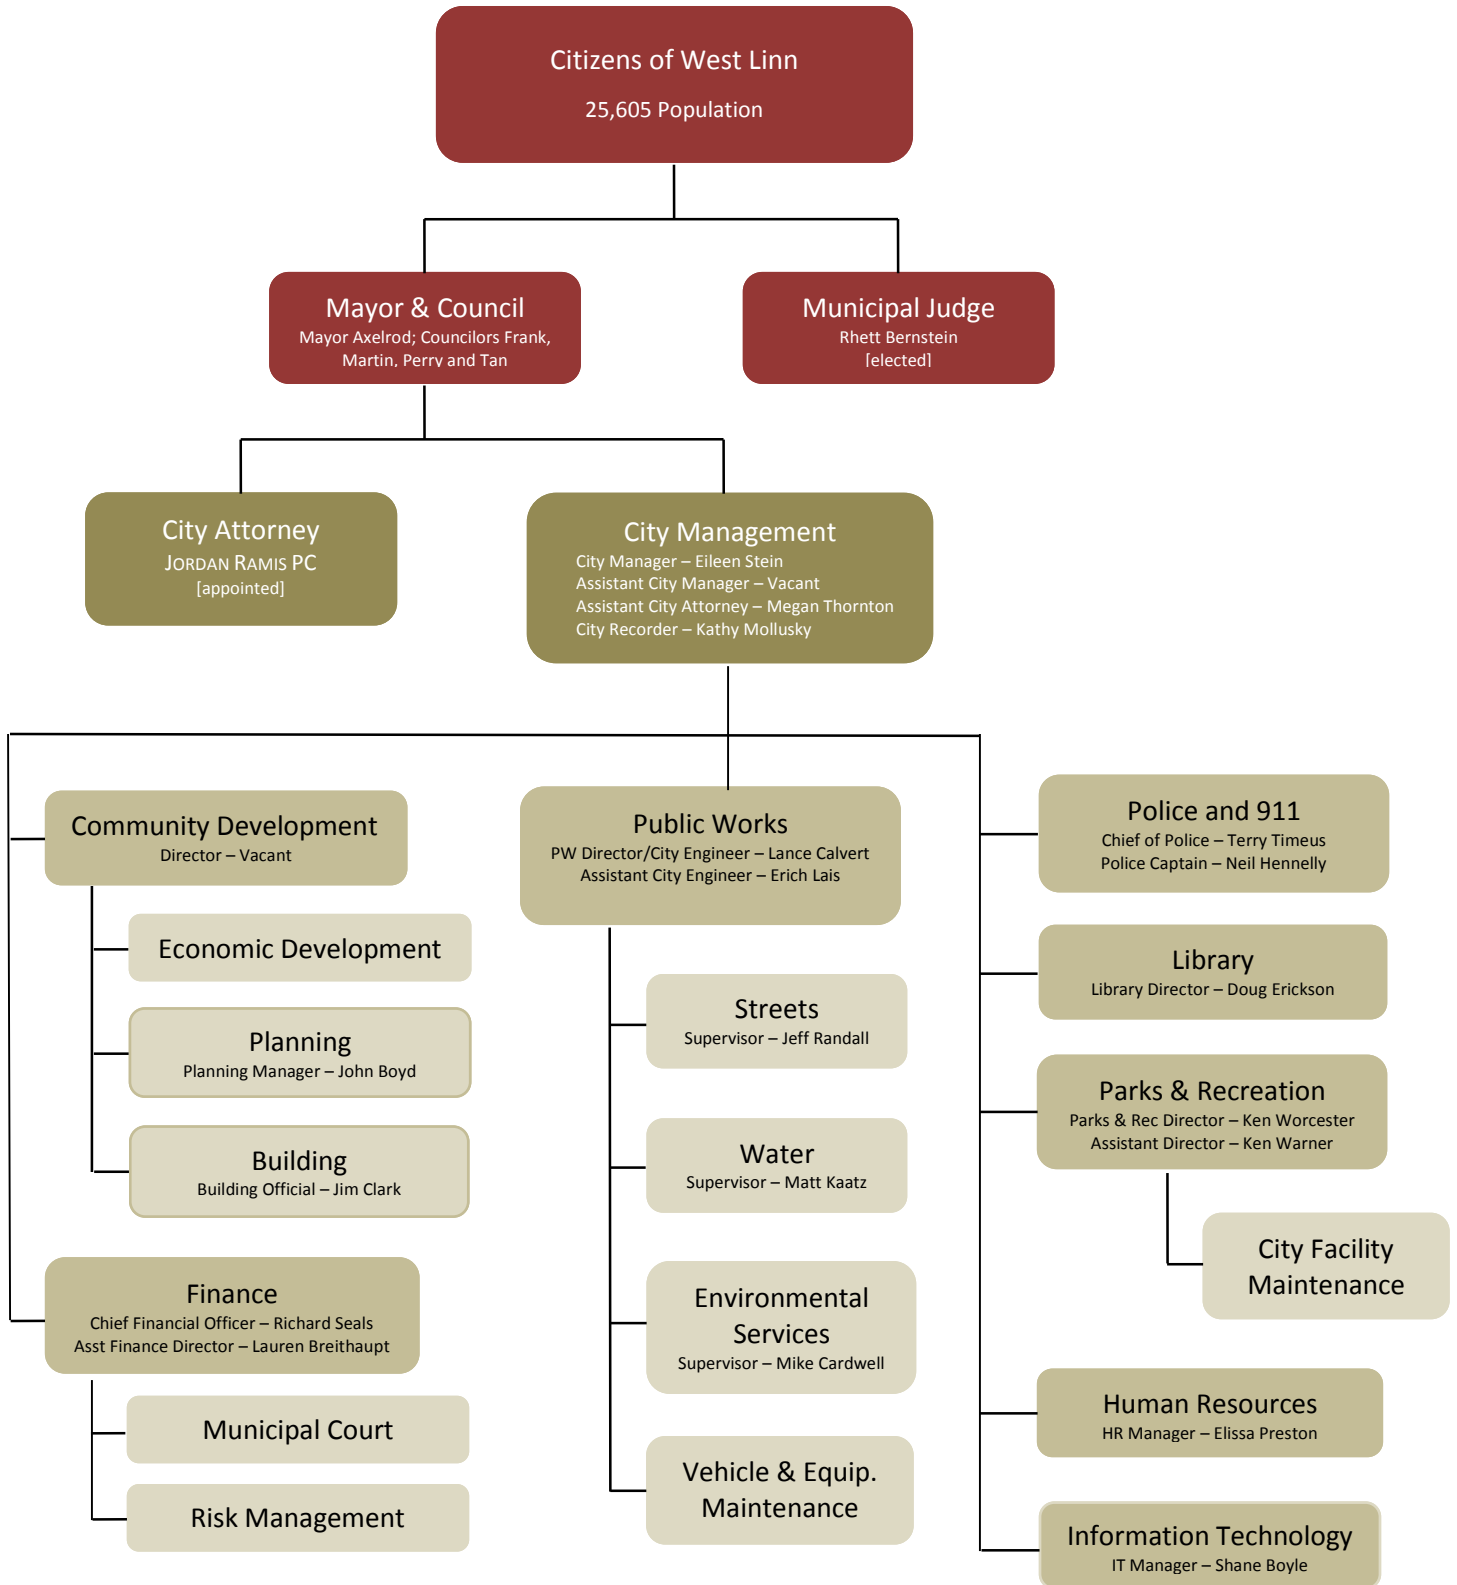 Citizens of West Linn
25,605 Population
Mayor & Council
Mayor Axelrod; Councilors Frank,
Martin, Perry and Tan
Municipal Judge
Rhett Bernstein
[elected]
City Attorney
JORDAN RAMIS PC
[appointed]
City Management
City Manager – Eileen Stein
Assistant City Manager – Vacant
Assistant City Attorney – Megan Thornton
City Recorder – Kathy Mollusky
Community Development
Director – Vacant
Economic Development
Planning
Planning Manager – John Boyd
Building
Building Official – Jim Clark
Finance
Chief Financial Officer – Richard Seals
Asst Finance Director – Lauren Breithaupt
Municipal Court
Risk Management
Public Works
PW Director/City Engineer – Lance Calvert
Assistant City Engineer – Erich Lais
Streets
Supervisor – Jeff Randall
Water
Supervisor – Matt Kaatz
Environmental
Services
Supervisor – Mike Cardwell
Vehicle & Equip.
Maintenance
Police and 911
Chief of Police – Terry Timeus
Police Captain – Neil Hennelly
Library
Library Director – Doug Erickson
Parks & Recreation
Parks & Rec Director – Ken Worcester
Assistant Director – Ken Warner
City Facility
Maintenance
Human Resources
HR Manager – Elissa Preston
Information Technology
IT Manager – Shane Boyle